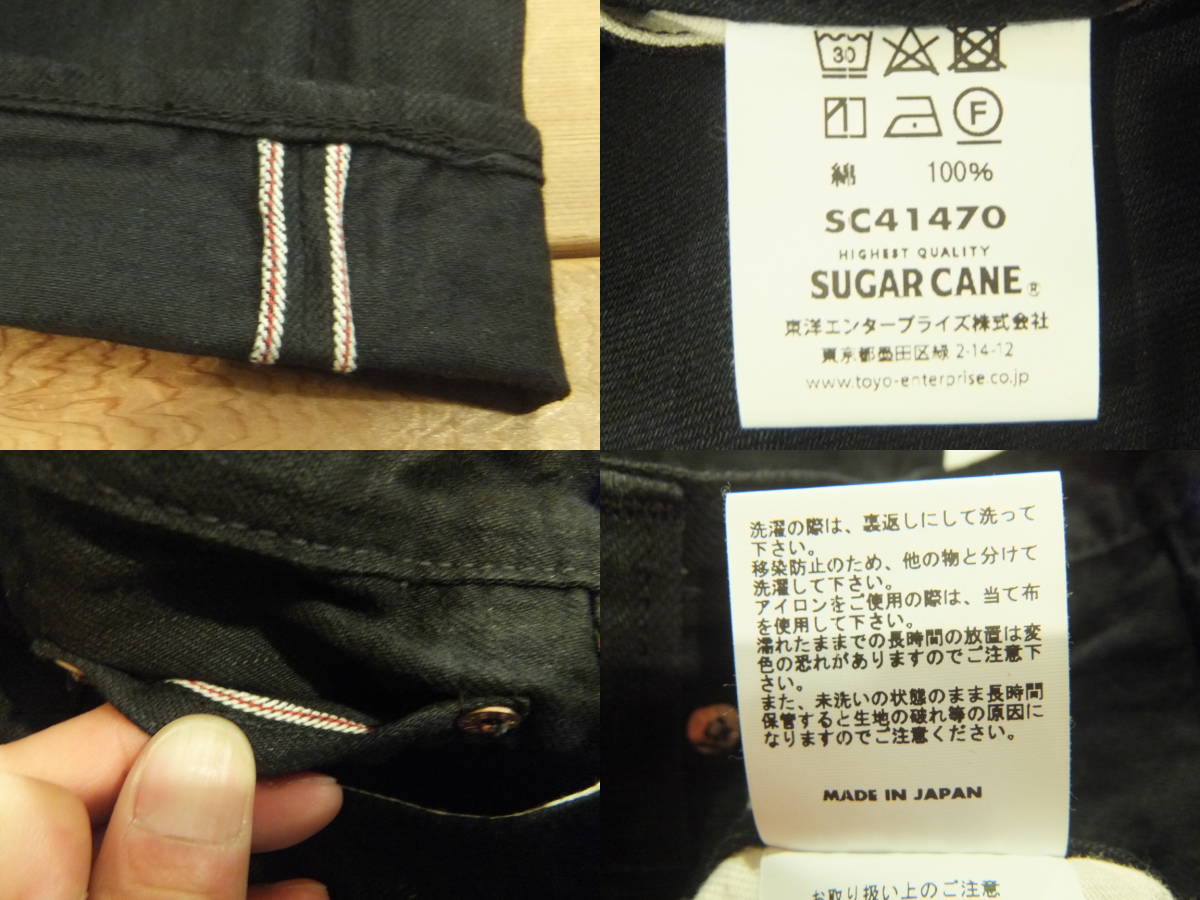 30
F
綿 100%
SC41470
HIGHEST QUALITY
SUGAR CANE ®
東洋エンタープライズ株式会社
東京都墨田区緑 2-14-12
www.toyo-enterprise.co.jp
洗濯の際は、裏返しにして洗って
下さい。
移染防止のため、他の物と分けて
洗濯して下さい。
アイロンをご使用の際は、当て布
を使用して下さい。
濡れたままでの長時間の放置は変
色の恐れがありますのでご注意下
さい。
また、未洗いの状態のまま長時間
保管すると生地の破れ等の原因に
なりますのでご注意ください。
MADE IN JAPAN
お取り扱い上のご注意